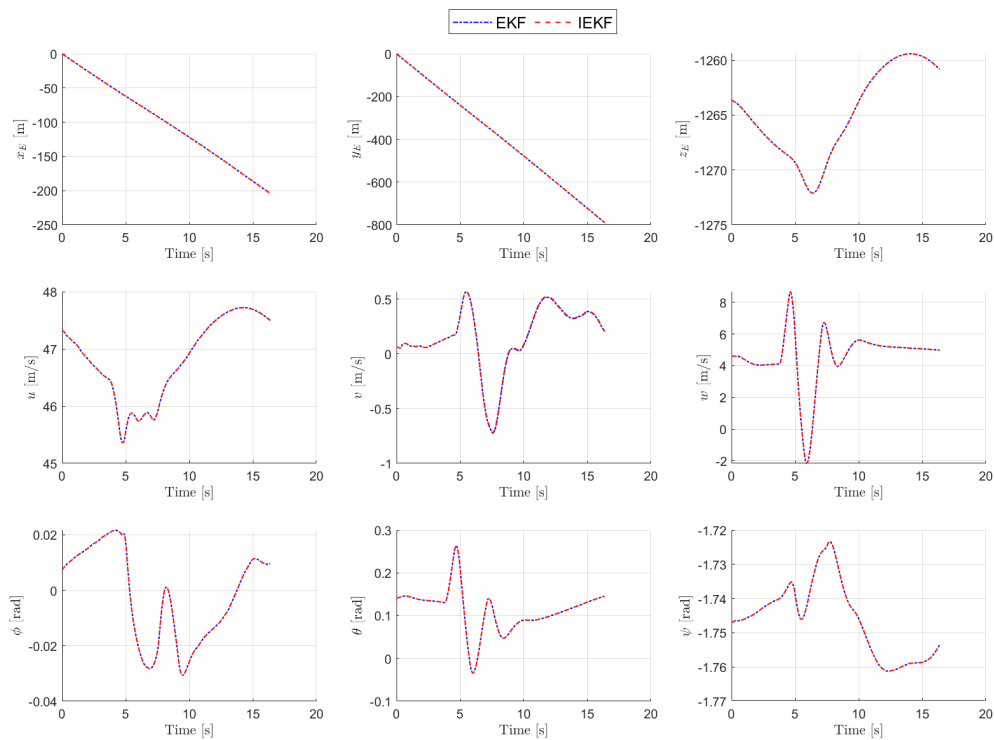 EKF IEKF
0
-50
-100
-150
-200
-250
x_E [m]
0 5 10 15 20
Time [s]
0
-200
-400
-600
-800
y_E [m]
0 5 10 15 20
Time [s]
-1260
-1265
-1270
-1275
z_E [m]
0 5 10 15 20
Time [s]
48
47
46
45
u [m/s]
0 5 10 15 20
Time [s]
0.5
0
-0.5
-1
v [m/s]
0 5 10 15 20
Time [s]
8
6
4
2
0
-2
w [m/s]
0 5 10 15 20
Time [s]
0.02
0
-0.02
-0.04
ϕ [rad]
0 5 10 15 20
Time [s]
0.3
0.2
0.1
0
-0.1
θ [rad]
0 5 10 15 20
Time [s]
-1.72
-1.73
-1.74
-1.75
-1.76
-1.77
ψ [rad]
0 5 10 15 20
Time [s]